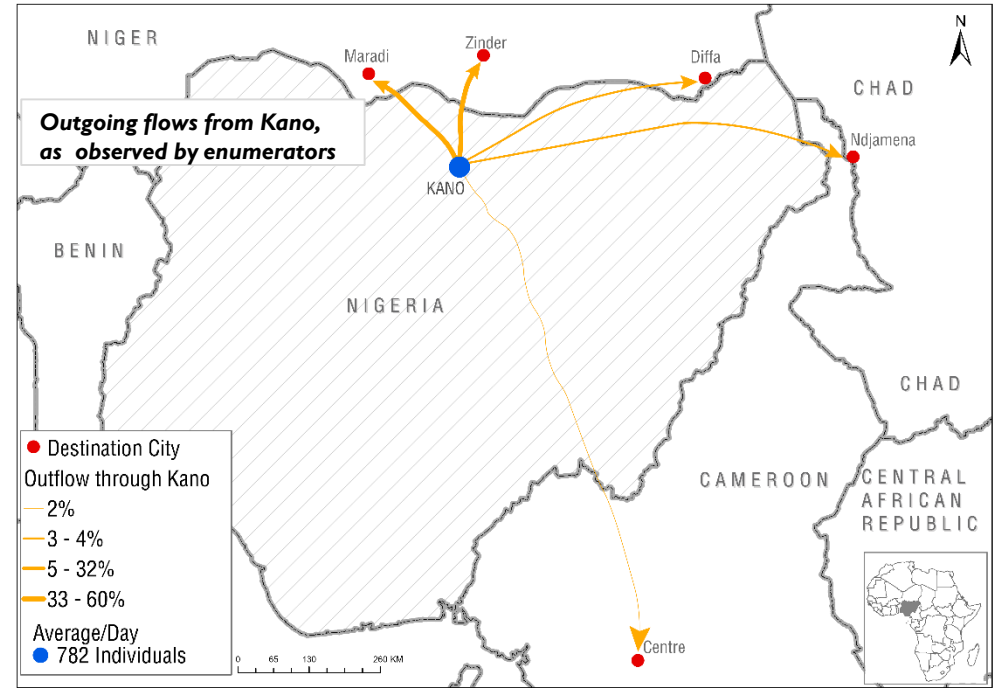 NIGER
Maradi
Zinder
Diffa
N
CHAD
Outgoing flows from Kano,
as observed by enumerators
Ndjamena
KANO
BENIN
NIGERIA
CHAD
CAMEROON
CENTRAL
AFRICAN
REPUBLIC
Destination City
Outflow through Kano
2%
3 - 4%
5 - 32%
33 - 60%
Average/Day
782 Individuals
0 65 130 260 KM
Centre